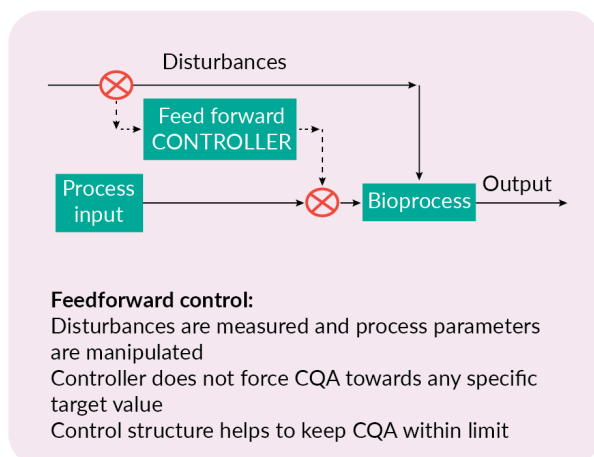 Disturbances
Feed forward
CONTROLLER
Process
input
Bioprocess
Output
Feedforward control:
Disturbances are measured and process parameters
are manipulated
Controller does not force CQA towards any specific
target value
Control structure helps to keep CQA within limit